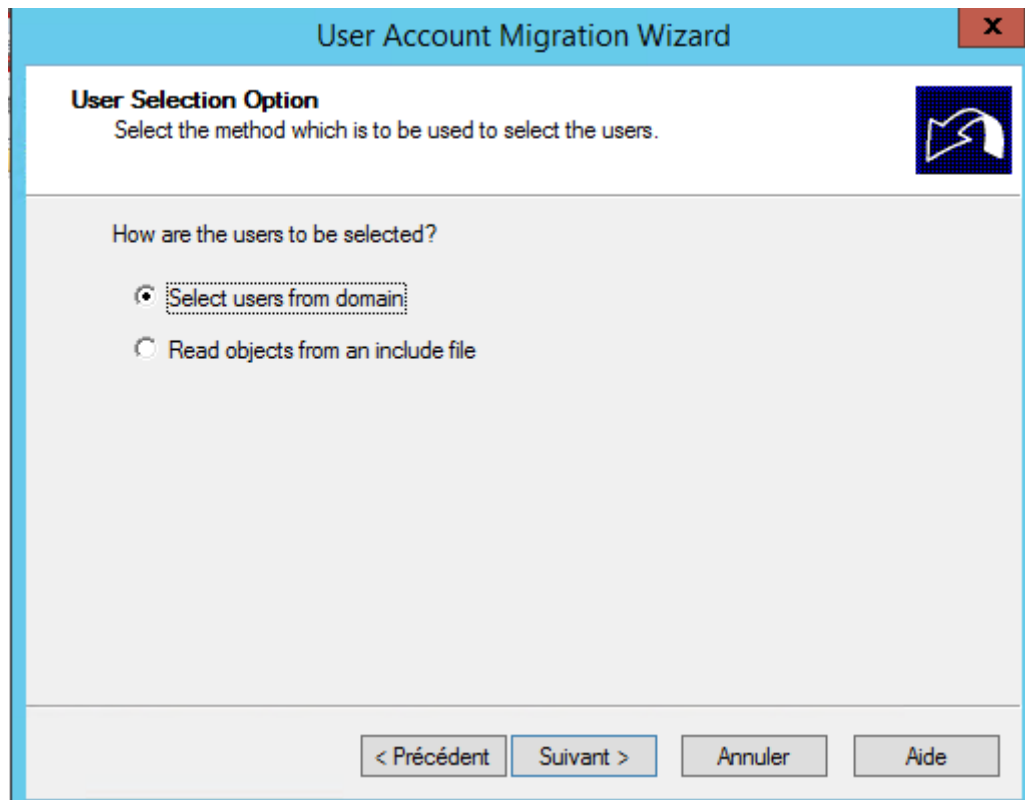 User Account Migration Wizard
x
User Selection Option
Select the method which is to be used to select the users.
How are the users to be selected?
Select users from domain
Read objects from an include file
< Précédent
Suivant >
Annuler
Aide